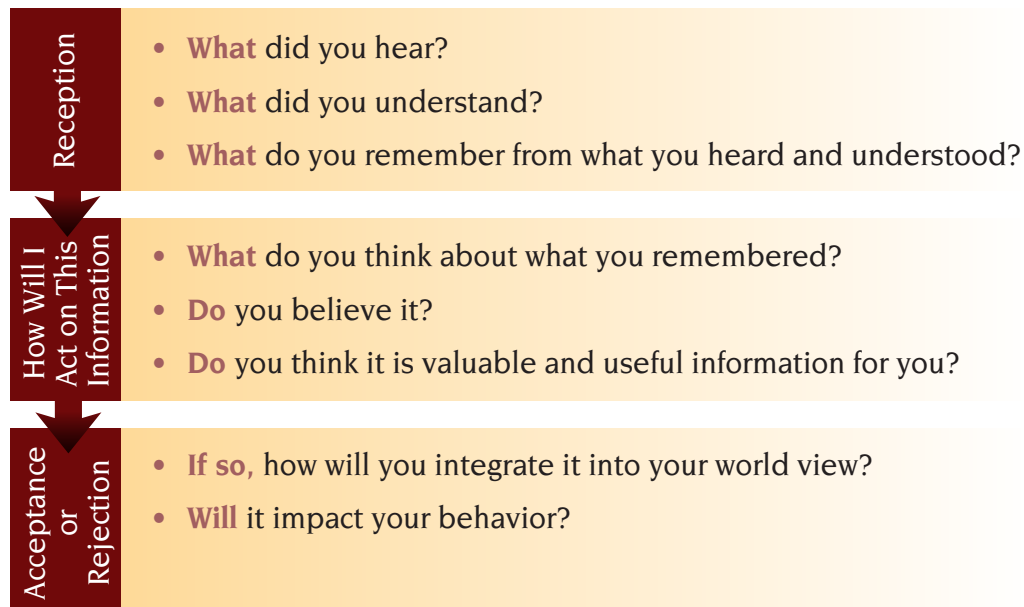 Reception
• What did you hear?
• What did you understand?
• What do you remember from what you heard and understood?
How Will I
Act on This
Information
• What do you think about what you remembered?
• Do you believe it?
• Do you think it is valuable and useful information for you?
Acceptance
or
Rejection
• If so, how will you integrate it into your world view?
• Will it impact your behavior?